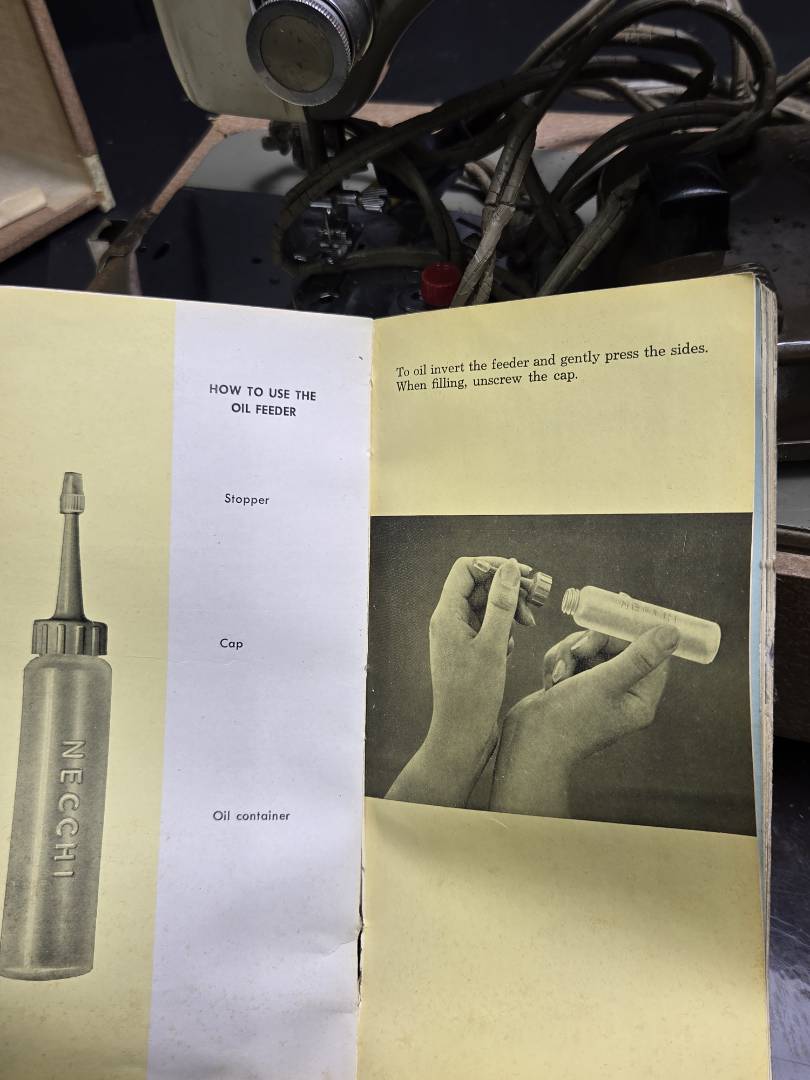 HOW TO USE THE
OIL FEEDER
Stopper
Cap
Oil container
NECCHI
To oil invert the feeder and gently press the sides.
When filling, unscrew the cap.
NECCHI